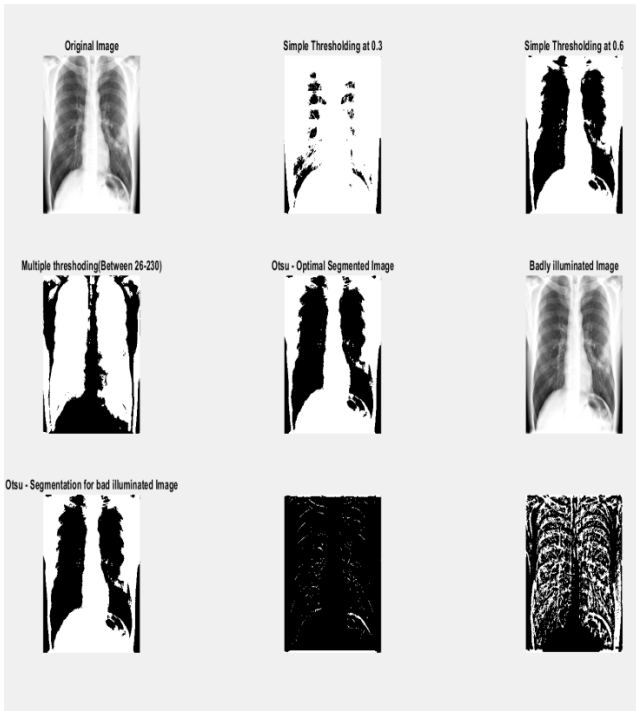 Original Image
Simple Thresholding at 0.3
Simple Thresholding at 0.6
Multiple threshoding(Between 26-230)
Otsu - Optimal Segmented Image
Badly illuminated Image
Otsu - Segmentation for bad illuminated Image